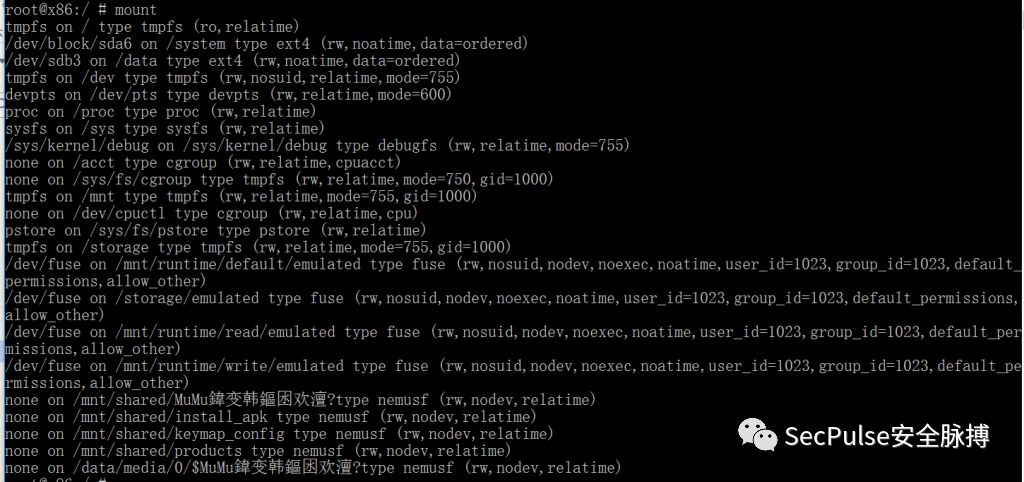 root@x86:/ # mount
tmpfs on / type tmpfs (ro,relatime)
/dev/block/sda6 on /system type ext4 (rw,noatime,data=ordered)
/dev/sdb3 on /data type ext4 (rw,noatime,data=ordered)
tmpfs on /dev type tmpfs (rw,nosuid,relatime,mode=755)
devpts on /dev/pts type devpts (rw,relatime,mode=600)
proc on /proc type proc (rw,relatime)
sysfs on /sys type sysfs (rw,relatime)
/sys/kernel/debug on /sys/kernel/debug type debugfs (rw,relatime,mode=755)
none on /acct type cgroup (rw,relatime,cpuacct)
none on /sys/fs/cgroup type tmpfs (rw,relatime,mode=750,gid=1000)
tmpfs on /mnt type tmpfs (rw,relatime,mode=755,gid=1000)
none on /dev/cpuctl type cgroup (rw,relatime,cpu)
pstore on /sys/fs/pstore type pstore (rw,relatime)
tmpfs on /storage type tmpfs (rw,relatime,mode=755,gid=1000)
/dev/fuse on /mnt/runtime/default/emulated type fuse (rw,nosuid,nodev,noexec,noatime,user_id=1023,group_id=1023,default_
permissions,allow_other)
/dev/fuse on /storage/emulated type fuse (rw,nosuid,nodev,noexec,noatime,user_id=1023,group_id=1023,default_permissions,
allow_other)
/dev/fuse on /mnt/runtime/read/emulated type fuse (rw,nosuid,nodev,noexec,noatime,user_id=1023,group_id=1023,default_per
missions,allow_other)
/dev/fuse on /mnt/runtime/write/emulated type fuse (rw,nosuid,nodev,noexec,noatime,user_id=1023,group_id=1023,default_pe
rmissions,allow_other)
none on /mnt/shared/MuMu鍏变韩鏂囦欢澶?type nemusf (rw,nodev,relatime)
none on /mnt/shared/install_apk type nemusf (rw,nodev,relatime)
none on /mnt/shared/keymap_config type nemusf (rw,nodev,relatime)
none on /mnt/shared/products type nemusf (rw,nodev,relatime)
none on /data/media/0/$MuMu鍏变韩鏂囦欢澶?type nemusf (rw,nodev,relatime)
SecPulse安全脉搏